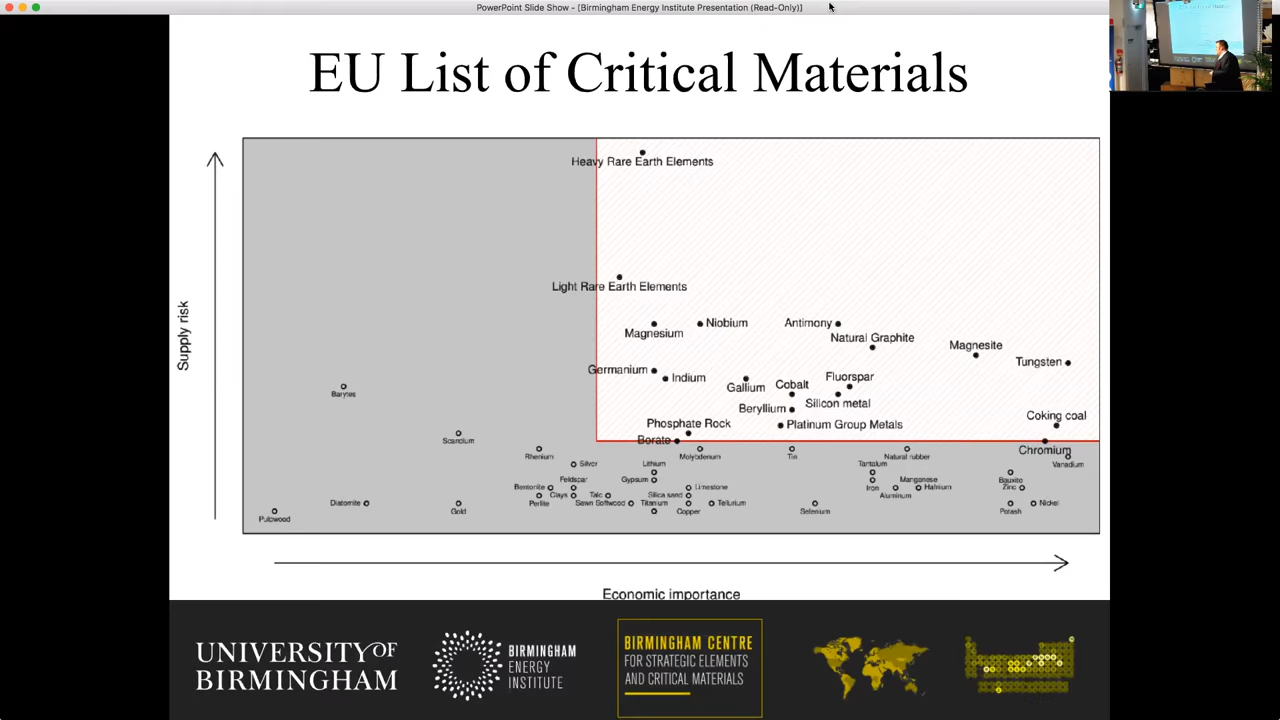 PowerPoint Slide Show - [Birmingham Energy Institute Presentation (Read-Only)]
EU List of Critical Materials
Supply risk
Heavy Rare Earth Elements
Light Rare Earth Elements
Magnesium
Niobium
Antimony
Natural Graphite
Magnesite
Tungsten
Germanium
Indium
Gallium
Cobalt
Fluorspar
Beryllium
Silicon metal
Barytes
Phosphate Rock
Platinum Group Metals
Coking coal
Scandium
Borate
Chromium
Rhenium
Molybdenum
Tin
Natural rubber
Vanadium
Silver
Lithium
Tantalum
Feldspar
Gypsum
Iron
Manganese
Bauxite
Bentonite
Clays
Talc
Silica sand
Limestone
Aluminum
Hafnium
Zinc
Diatomite
Gold
Perlite
Sawn Softwood
Titanium
Copper
Tellurium
Selenium
Potash
Nickel
Pulpwood
Economic importance
UNIVERSITY OF
BIRMINGHAM
BIRMINGHAM
ENERGY
INSTITUTE
BIRMINGHAM CENTRE
FOR STRATEGIC ELEMENTS
AND CRITICAL MATERIALS